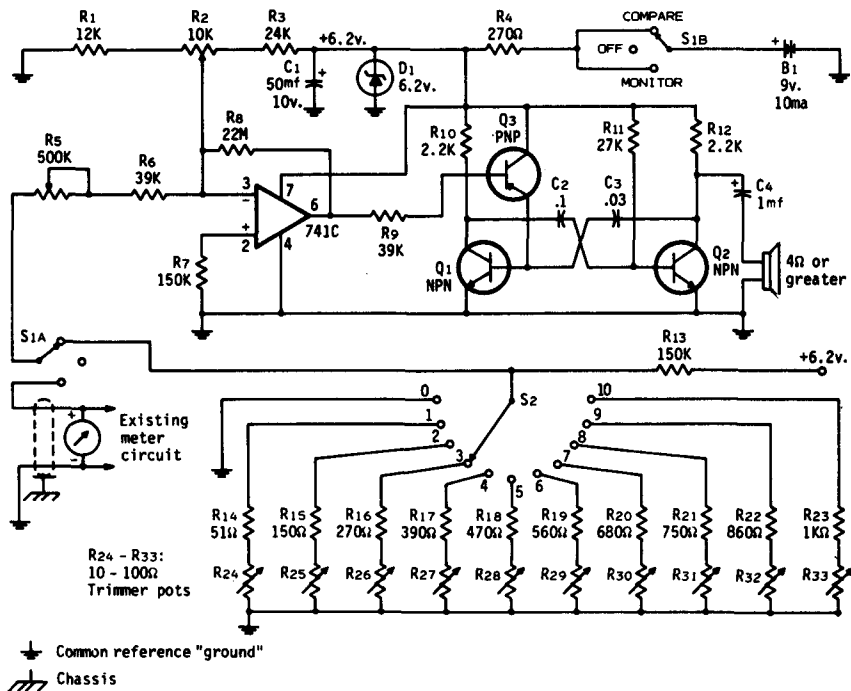 R1
12K
R2
10K
R3
24K
+6.2v.
R4
270Ω
COMPARE
OFF
MONITOR
S1B
+
B1
9v.
10ma
C1
50mf
10v.
+
D1
6.2v.
R8
22M
R10
2.2K
Q3
PNP
R11
27K
R12
2.2K
R5
500K
R6
39K
3
-
7
6
+
2
4
741C
R9
39K
C2
.1
C3
.03
+
C4
1mf
R7
150K
Q1
NPN
Q2
NPN
4Ω or
greater
S1A
R13
150K
+6.2v.
+
-
Existing
meter
circuit
0
1
2
3
4
5
6
7
8
9
10
S2
R14
51Ω
R15
150Ω
R16
270Ω
R17
390Ω
R18
470Ω
R19
560Ω
R20
680Ω
R21
750Ω
R22
860Ω
R23
1KΩ
R24 - R33:
10 - 100Ω
Trimmer pots
R24
R25
R26
R27
R28
R29
R30
R31
R32
R33
Common reference "ground"
Chassis